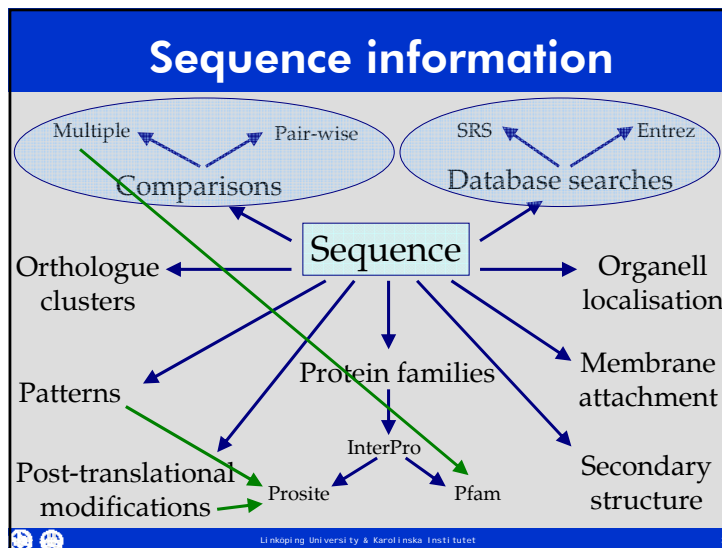 Sequence information
Multiple
Pair-wise
Comparisons
SRS
Entrez
Database searches
Sequence
Orthologue
clusters
Organell
localisation
Patterns
Protein families
Membrane
attachment
InterPro
Post-translational
modifications
Prosite
Pfam
Secondary
structure
Linköping University & Karolinska Institutet